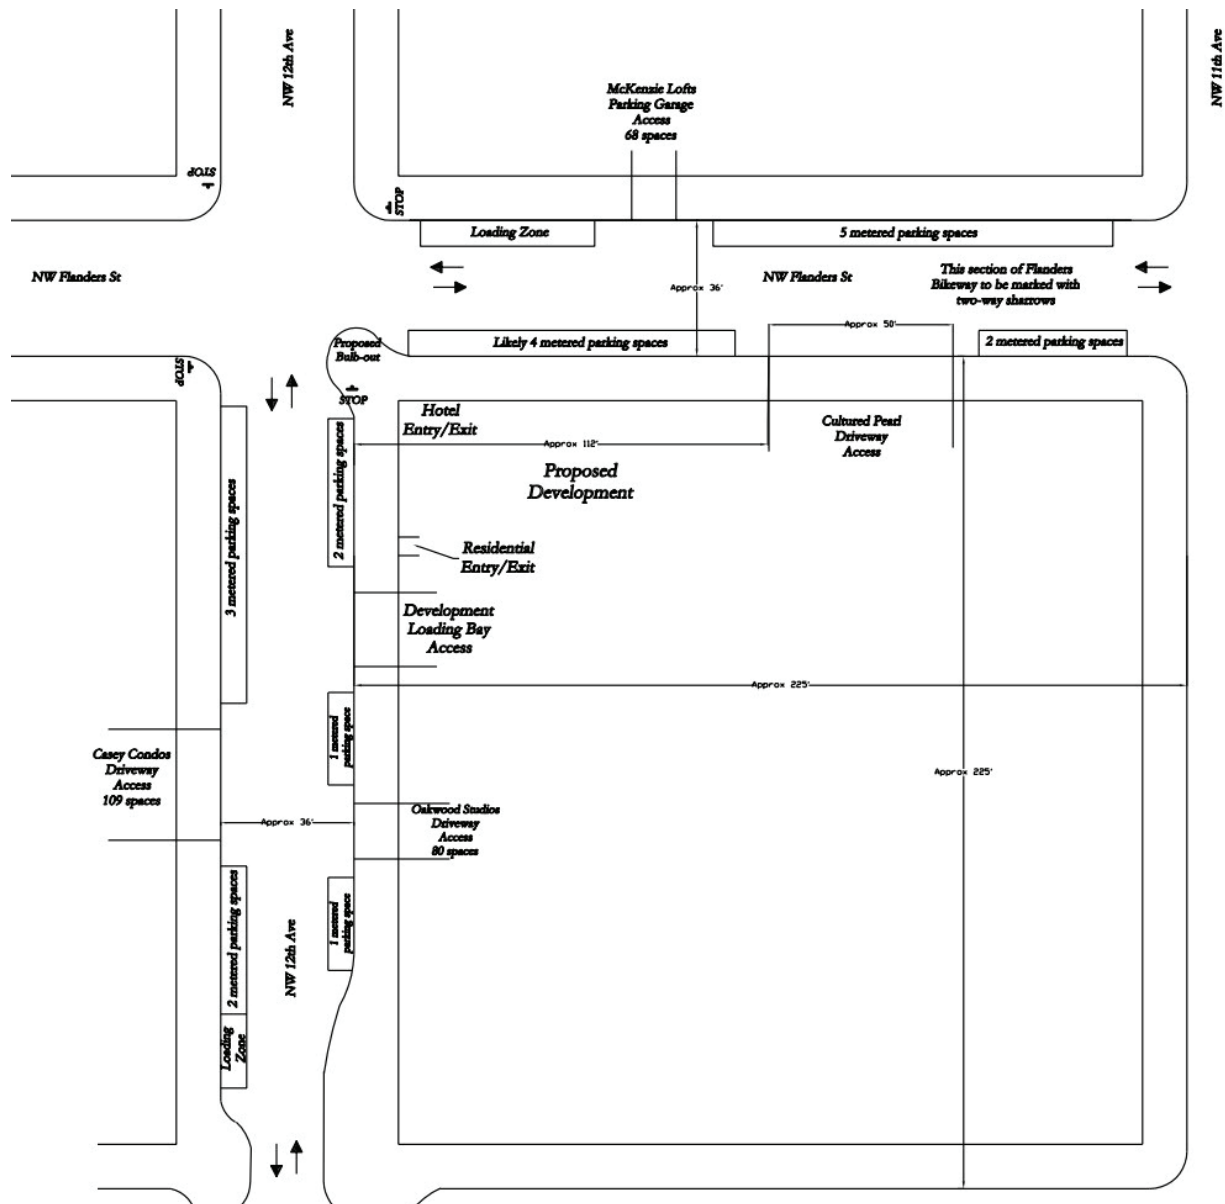 NW 12th Ave
NW 11th Ave
McKenzie Lofts
Parking Garage
Access
68 spaces
STOP
STOP
Loading Zone
5 metered parking spaces
NW Flanders St
NW Flanders St
This section of Flanders
Bikeway to be marked with
two-way sharrows
Approx 36'
Approx 50'
Proposed
Bulb-out
Likely 4 metered parking spaces
2 metered parking spaces
STOP
STOP
Hotel
Entry/Exit
Approx 112'
Cultured Pearl
Driveway
Access
Proposed
Development
3 metered parking spaces
2 metered parking spaces
Residential
Entry/Exit
Development
Loading Bay
Access
Approx 225'
1 metered
parking space
Casey Condos
Driveway
Access
109 spaces
Approx 225'
Approx 36'
Oakwood Studios
Driveway
Access
80 spaces
2 metered parking spaces
1 metered
parking space
NW 12th Ave
Loading
Zone